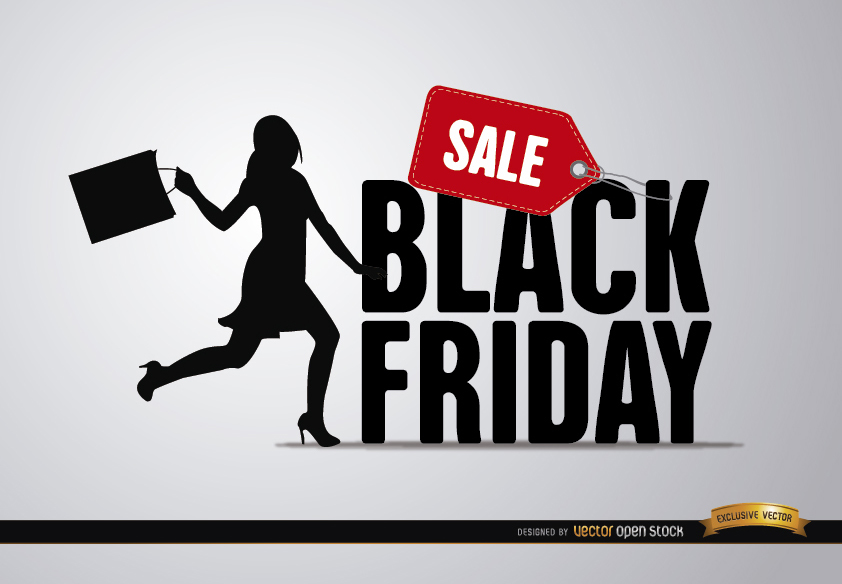 SALE
BLACK
FRIDAY
DESIGNED BY vector open stock
EXCLUSIVE VECTOR